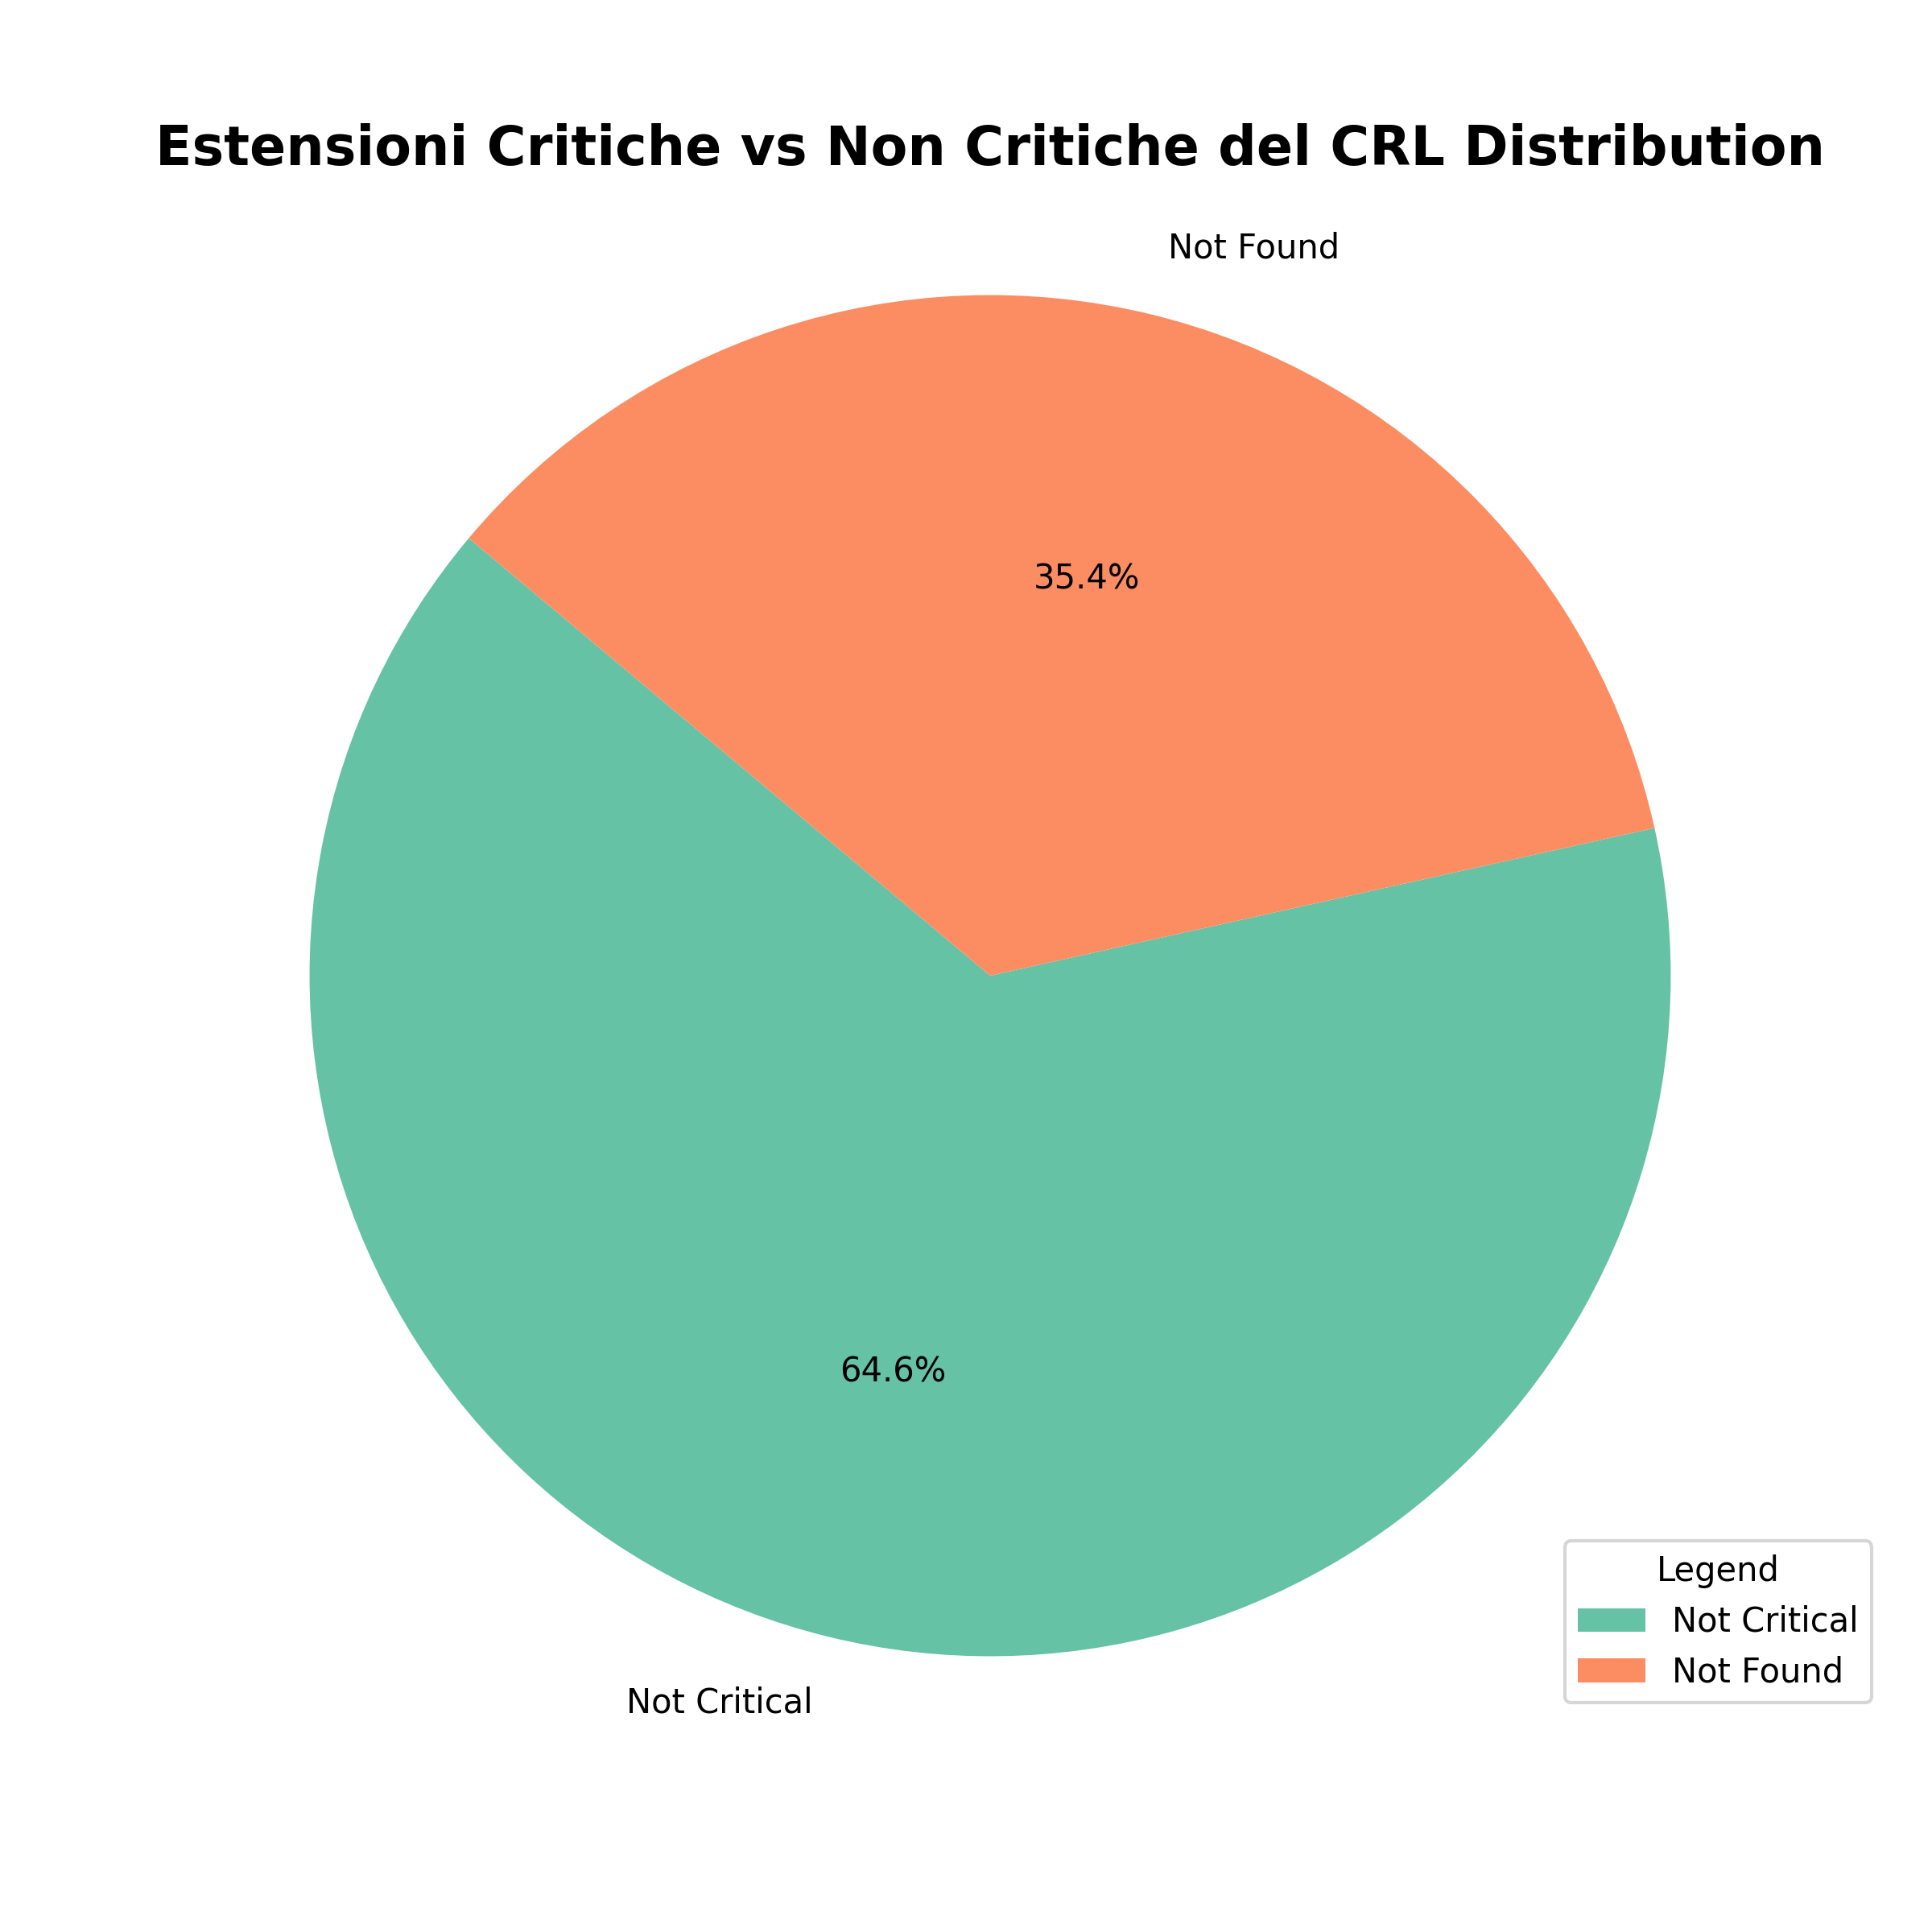 Estensioni Critiche vs Non Critiche del CRL Distribution
Not Found
35.4%
64.6%
Not Critical
Legend
Not Critical
Not Found